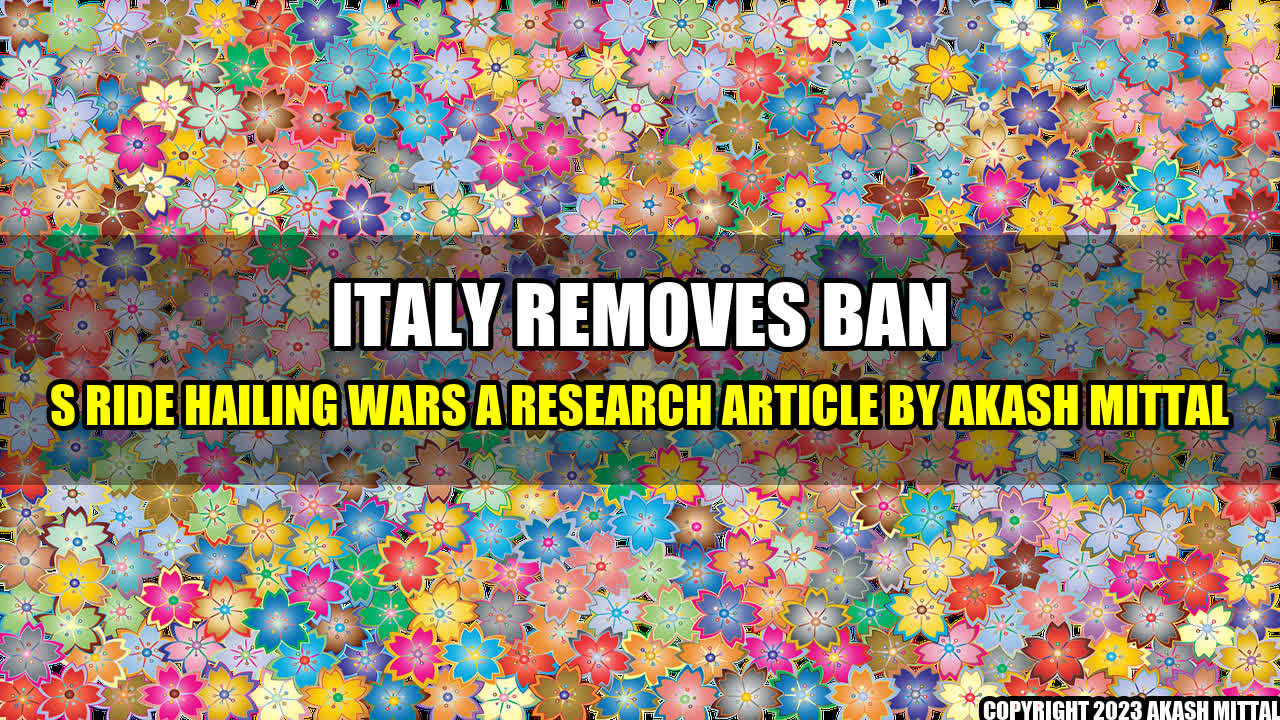 ITALY REMOVES BAN
S RIDE HAILING WARS A RESEARCH ARTICLE BY AKASH MITTAL
COPYRIGHT 2023 AKASH MITTAL